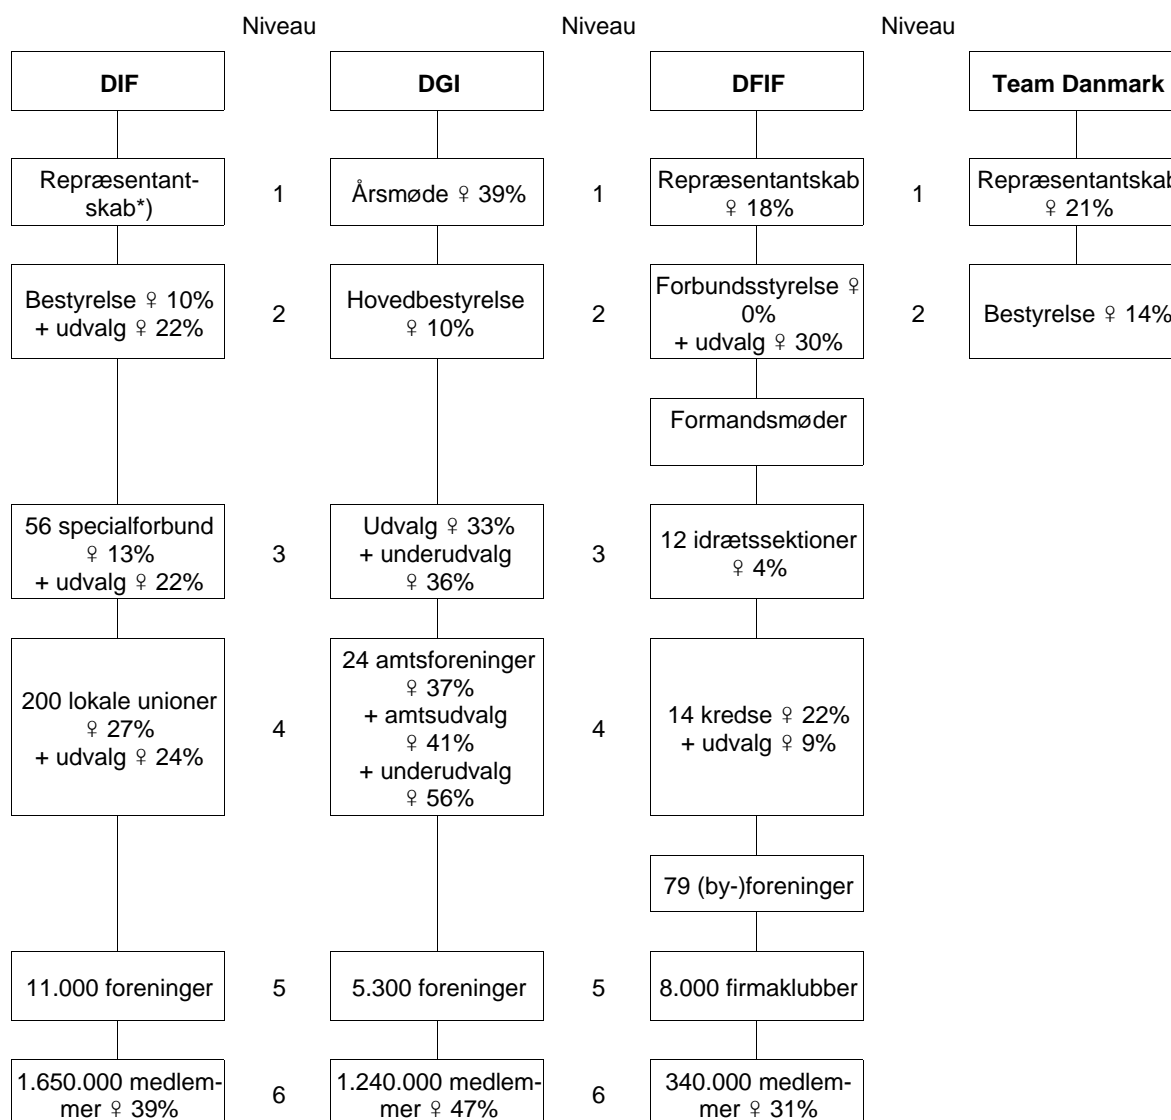 Niveau Niveau Niveau
DIF DGI DFIF Team Danmark
Repræsentant-
skab*)
1
Årsmøde ♀ 39%
1
Repræsentantskab
♀ 18%
1
Repræsentantskab
♀ 21%
Bestyrelse ♀ 10%
+ udvalg ♀ 22%
2
Hovedbestyrelse
♀ 10%
2
Forbundsstyrelse ♀
0%
+ udvalg ♀ 30%
2
Bestyrelse ♀ 14%
Formandsmøder
56 specialforbund
♀ 13%
+ udvalg ♀ 22%
3
Udvalg ♀ 33%
+ underudvalg
♀ 36%
3
12 idrætssektioner
♀ 4%
200 lokale unioner
♀ 27%
+ udvalg ♀ 24%
4
24 amtsforeninger
♀ 37%
+ amtsudvalg
♀ 41%
+ underudvalg
♀ 56%
4
14 kredse ♀ 22%
+ udvalg ♀ 9%
79 (by-)foreninger
11.000 foreninger
5
5.300 foreninger
5
8.000 firmaklubber
1.650.000 medlem-
mer ♀ 39%
6
1.240.000 medlem-
mer ♀ 47%
6
340.000 medlem-
mer ♀ 31%